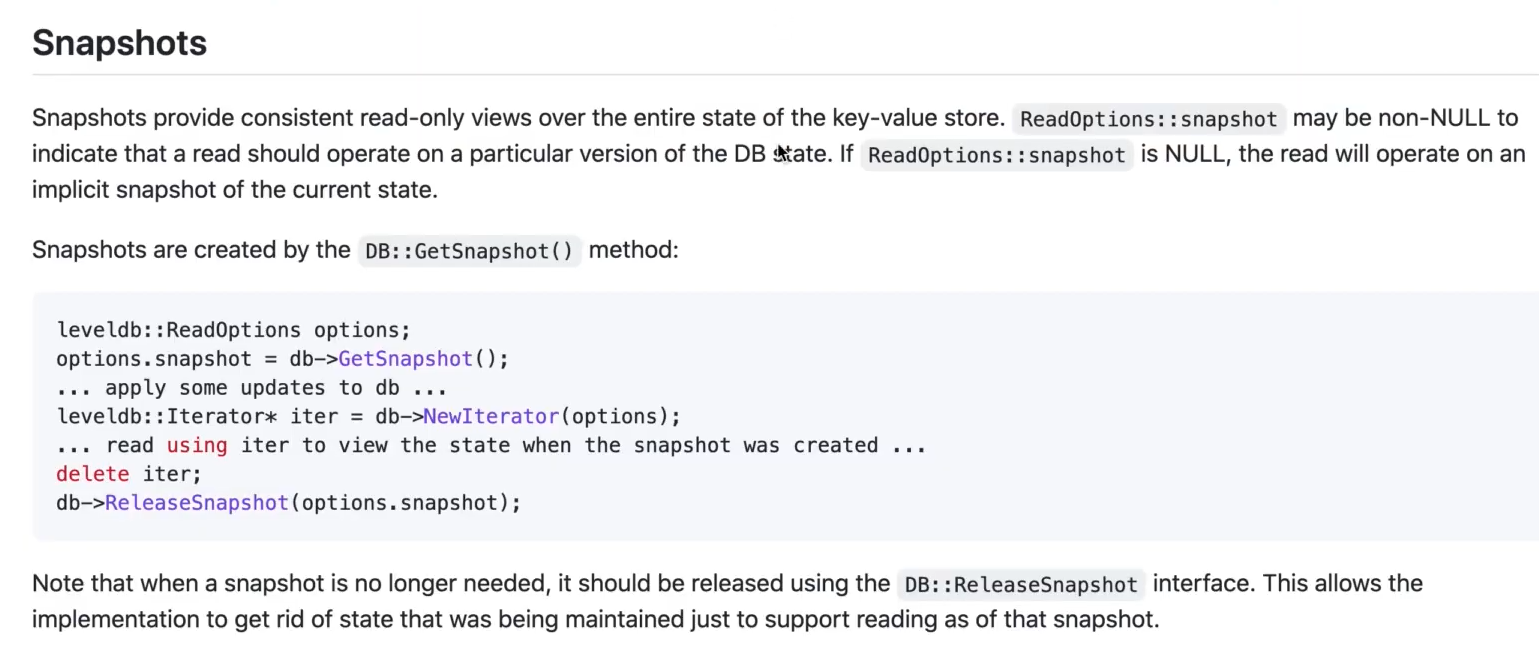 Snapshots
Snapshots provide consistent read-only views over the entire state of the key-value store. ReadOptions::snapshot may be non-NULL to
indicate that a read should operate on a particular version of the DB state. If ReadOptions::snapshot is NULL, the read will operate on an
implicit snapshot of the current state.
Snapshots are created by the DB::GetSnapshot() method:
leveldb::ReadOptions options;
options.snapshot = db->GetSnapshot();
... apply some updates to db ...
leveldb::Iterator* iter = db->NewIterator(options);
... read using iter to view the state when the snapshot was created ...
delete iter;
db->ReleaseSnapshot(options.snapshot);
Note that when a snapshot is no longer needed, it should be released using the DB::ReleaseSnapshot interface. This allows the
implementation to get rid of state that was being maintained just to support reading as of that snapshot.